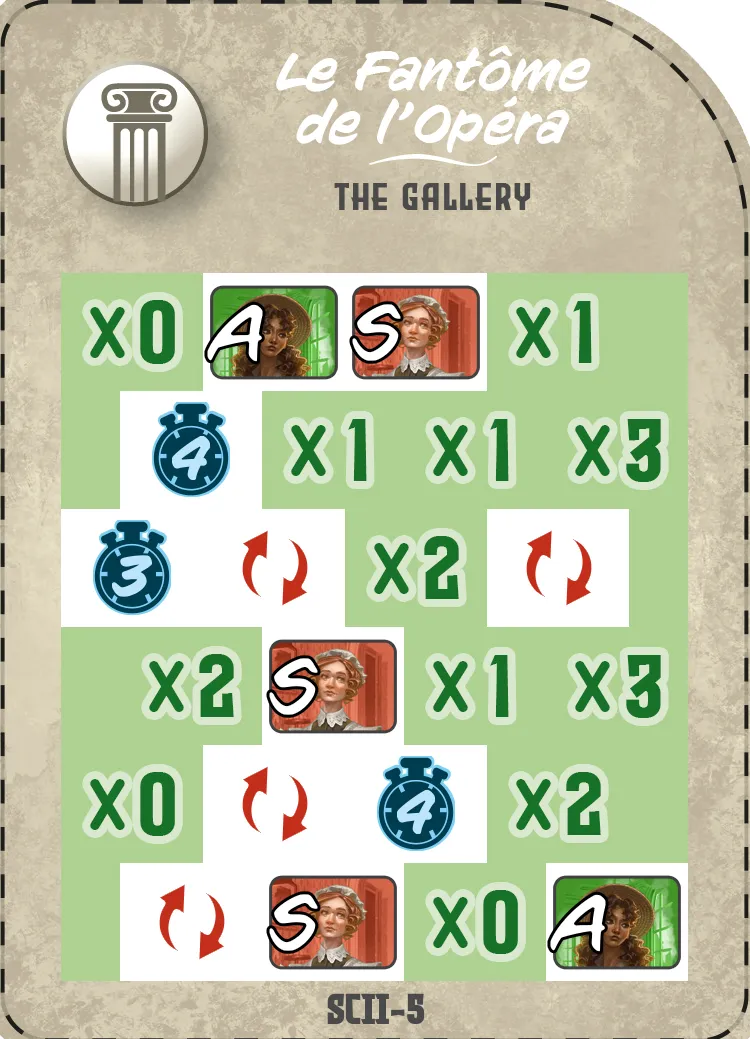 Le Fantôme
de l'Opéra
THE GALLERY
X0 A S X1
4 X1 X1 X3
3 X2
X2 S X1 X3
X0 4 X2
S X0 A
SCII-5